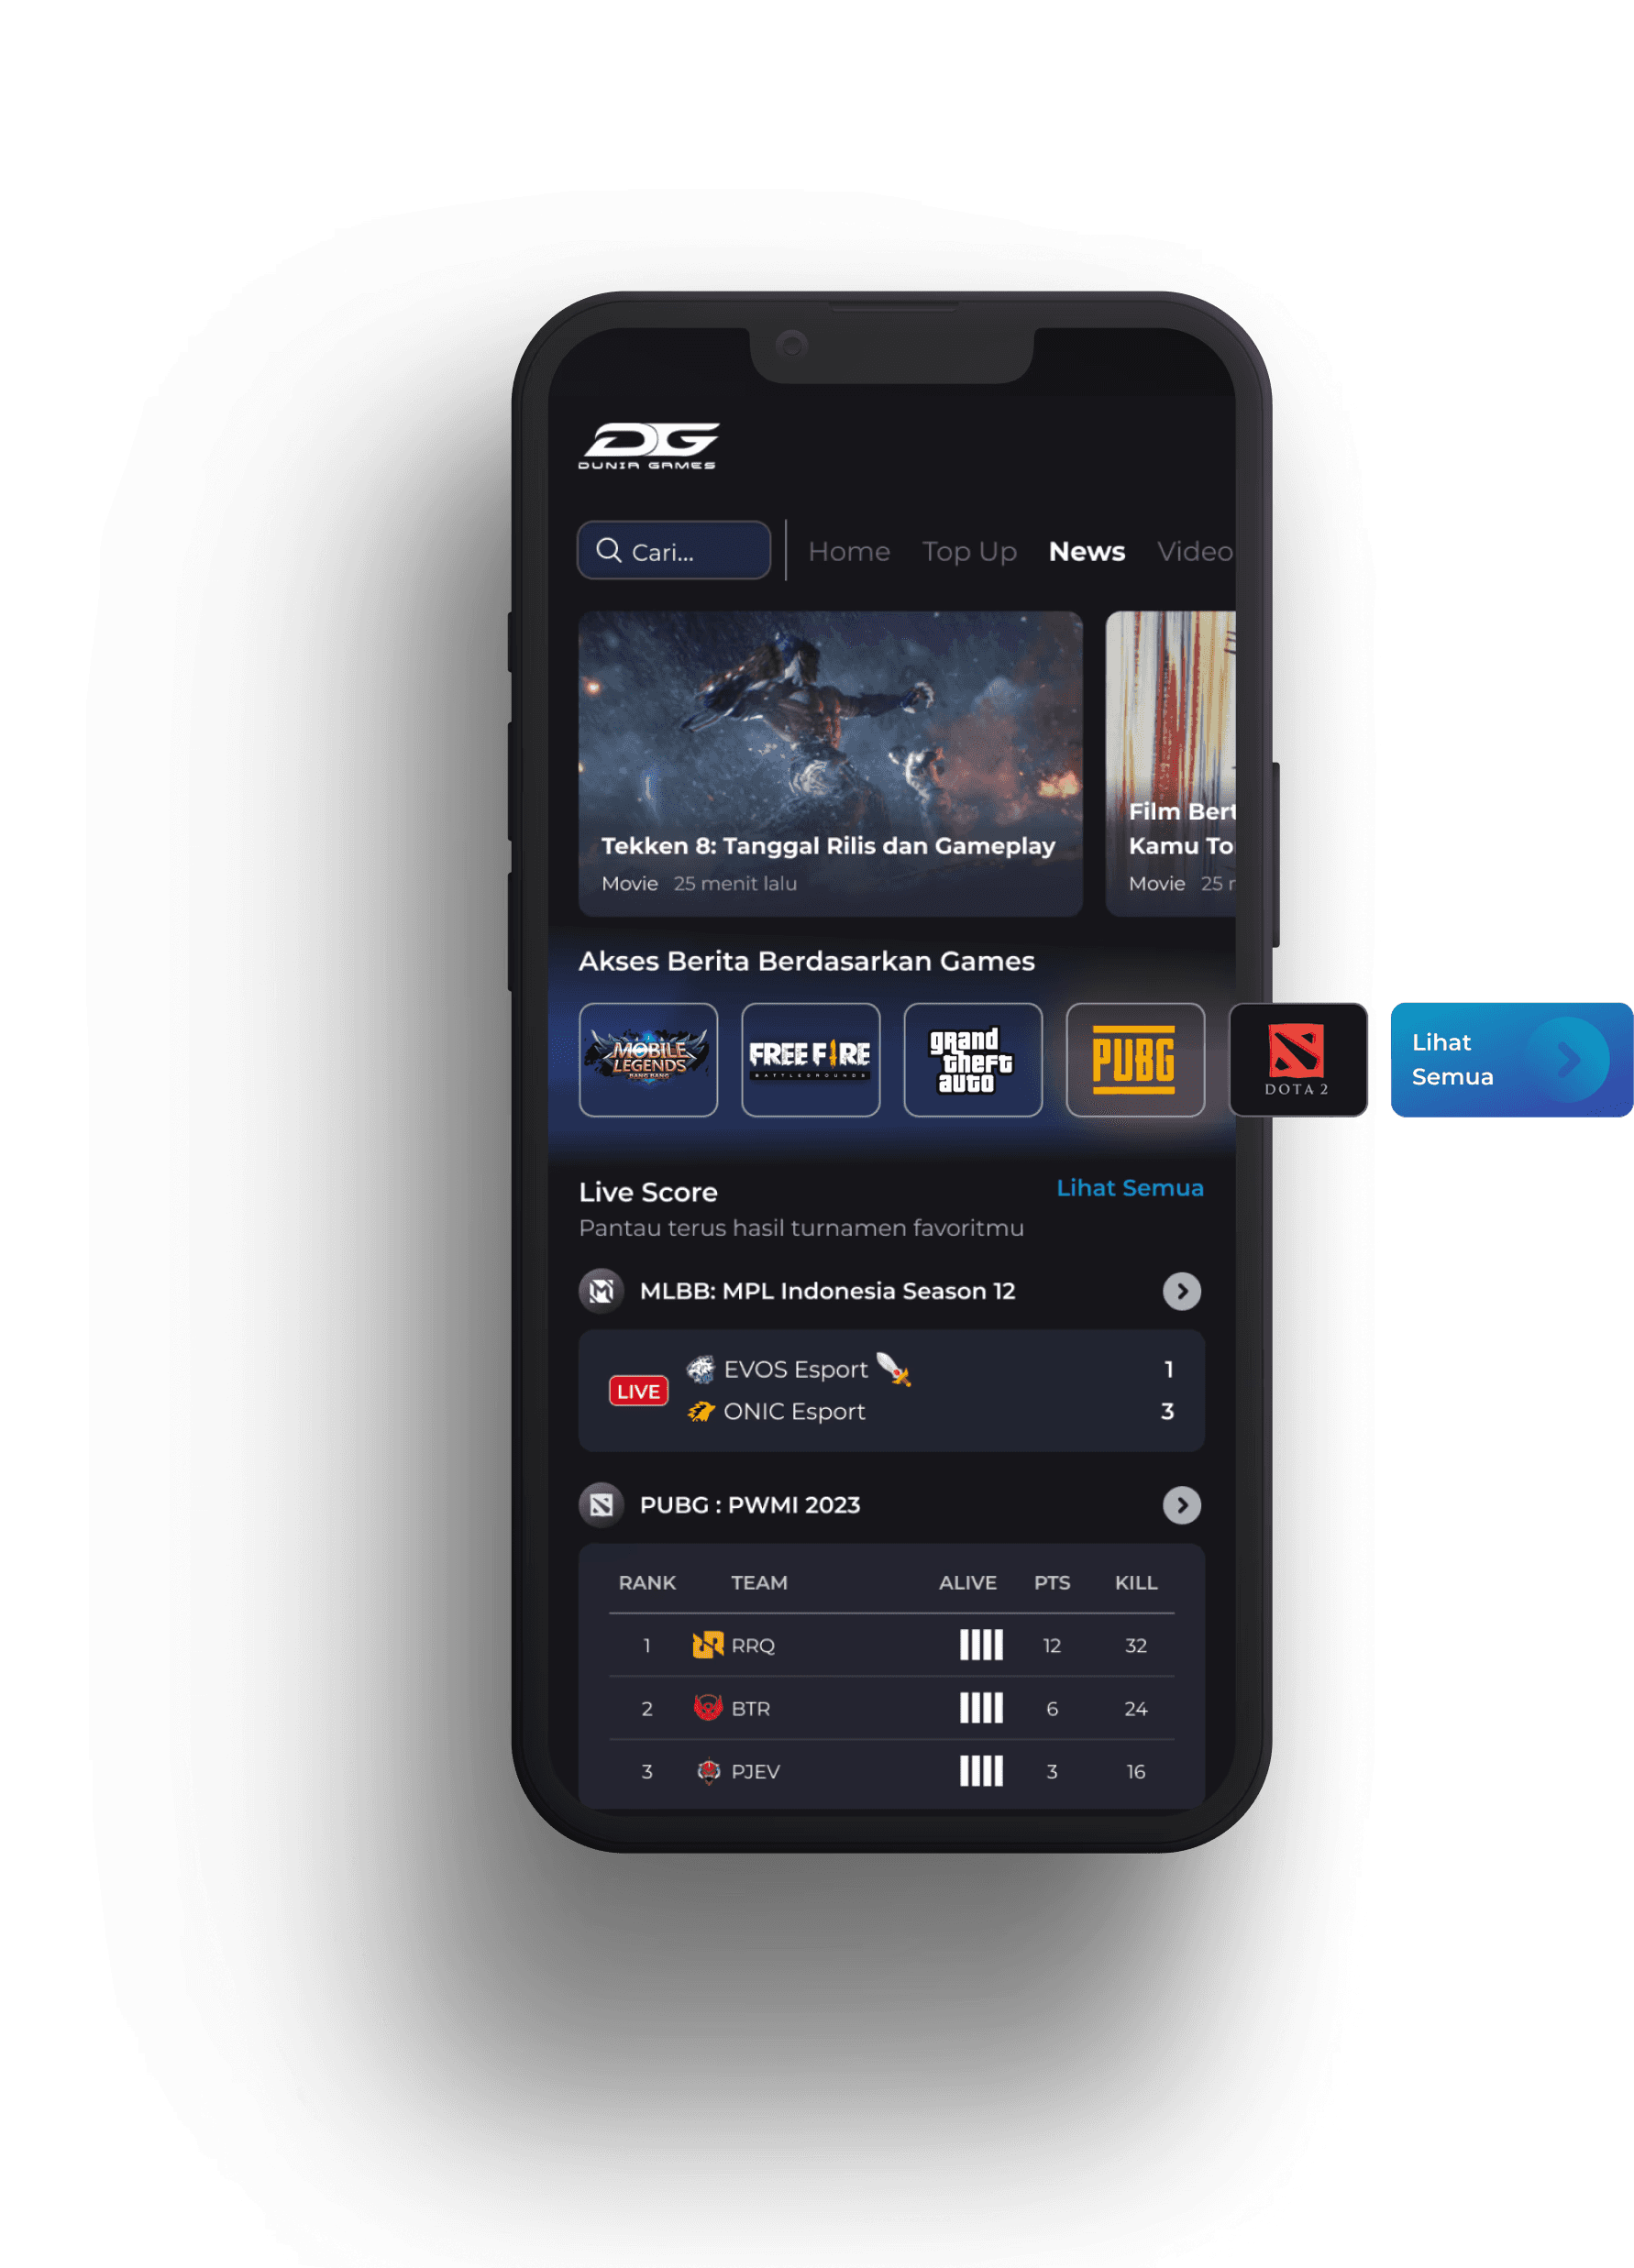 DG
DUNIA GAMES
Cari...
Home Top Up News Video
Tekken 8: Tanggal Rilis dan Gameplay
Movie 25 menit lalu
Film Bert
Kamu To
Movie 25 r
Akses Berita Berdasarkan Games
MOBILE
LEGENDS
BANG BANG
FREE FIRE
BATTLEGROUNDS
grand
theft
auto
PUBG
DOTA 2
Lihat
Semua
Live Score
Lihat Semua
Pantau terus hasil turnamen favoritmu
MLBB: MPL Indonesia Season 12
LIVE
EVOS Esport 1
ONIC Esport 3
PUBG : PWMI 2023
RANK TEAM ALIVE PTS KILL
1 RRQ 12 32
2 BTR 6 24
3 PJEV 3 16